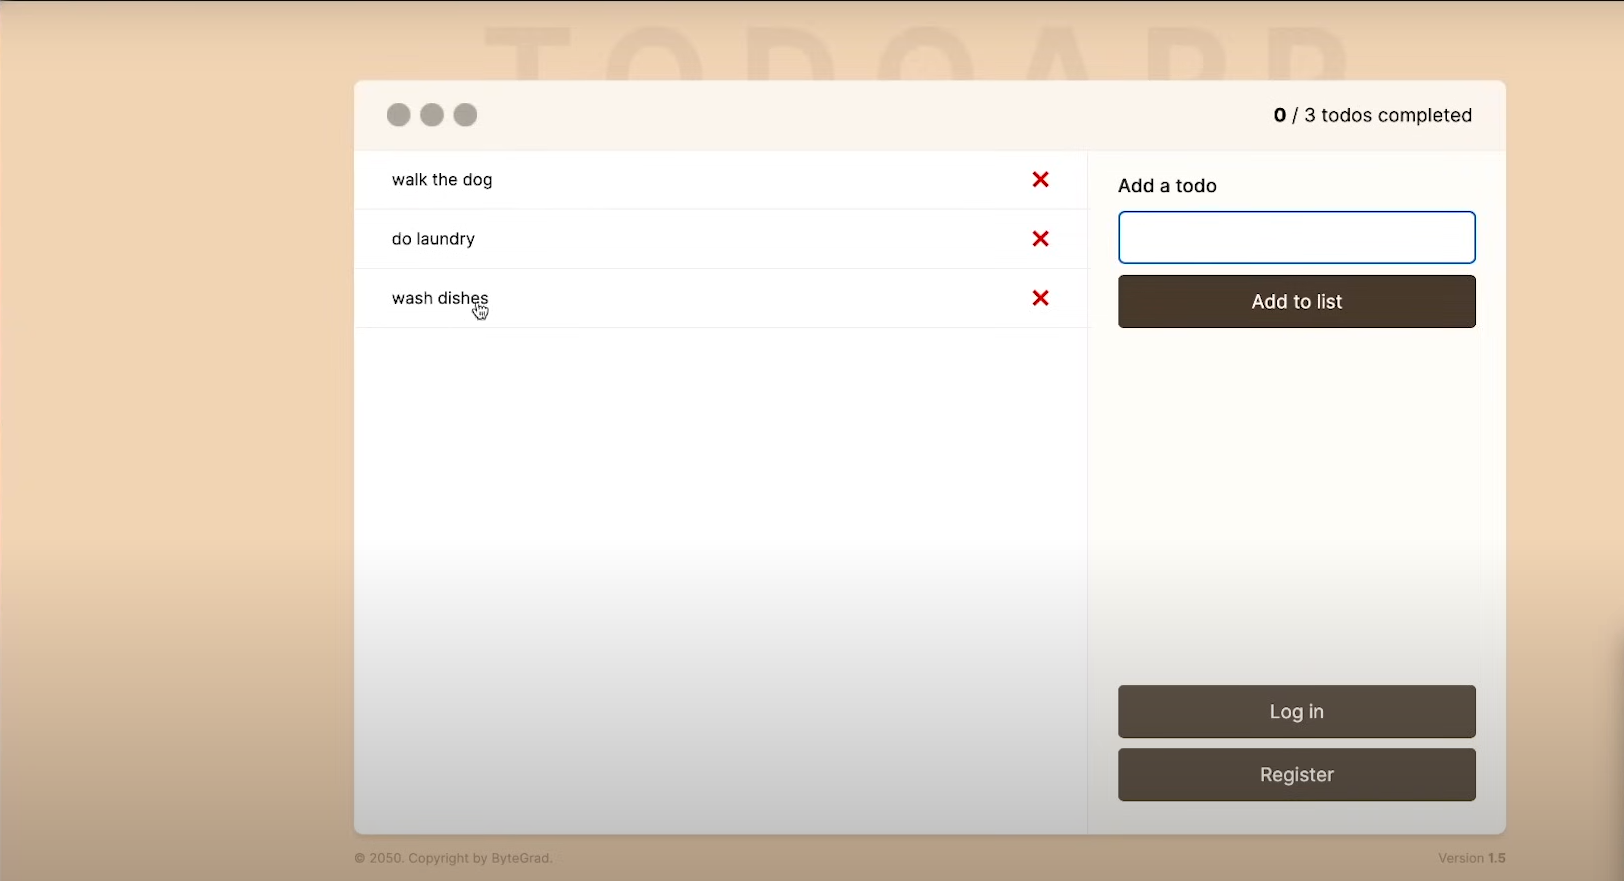 TODOAPP
0 / 3 todos completed
walk the dog
do laundry
wash dishes
Add a todo
Add to list
Log in
Register
© 2050. Copyright by ByteGrad.
Version 1.5